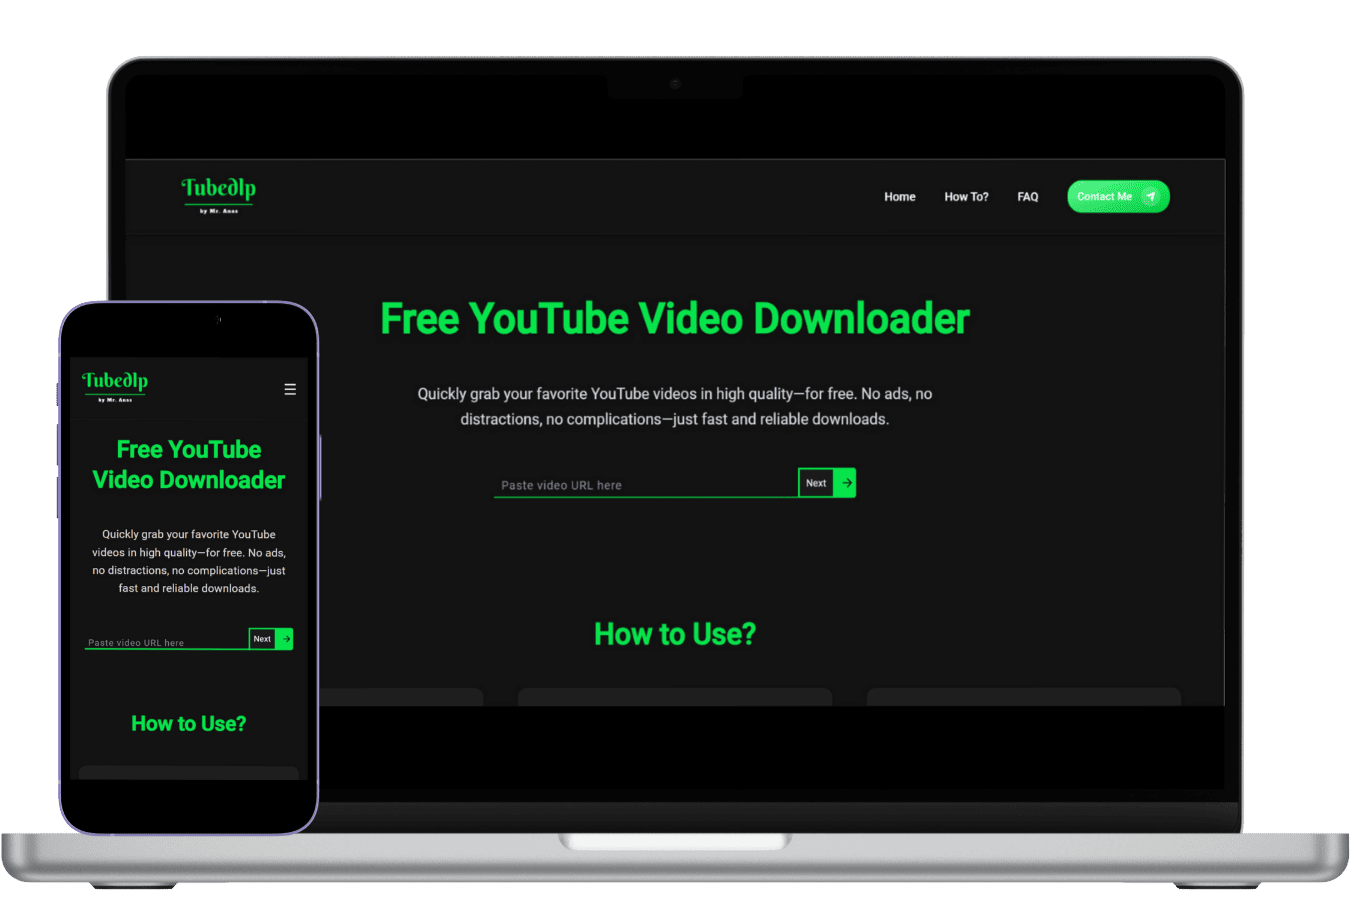 Tubedlp
by Mr. Anas
Home
How To?
FAQ
Contact Me
Free YouTube Video Downloader
Quickly grab your favorite YouTube videos in high quality—for free. No ads, no
distractions, no complications—just fast and reliable downloads.
Paste video URL here
Next
How to Use?
Tubedlp
by Mr. Anas
Free YouTube
Video Downloader
Quickly grab your favorite YouTube
videos in high quality—for free. No ads,
no distractions, no complications—just
fast and reliable downloads.
Paste video URL here
Next
How to Use?